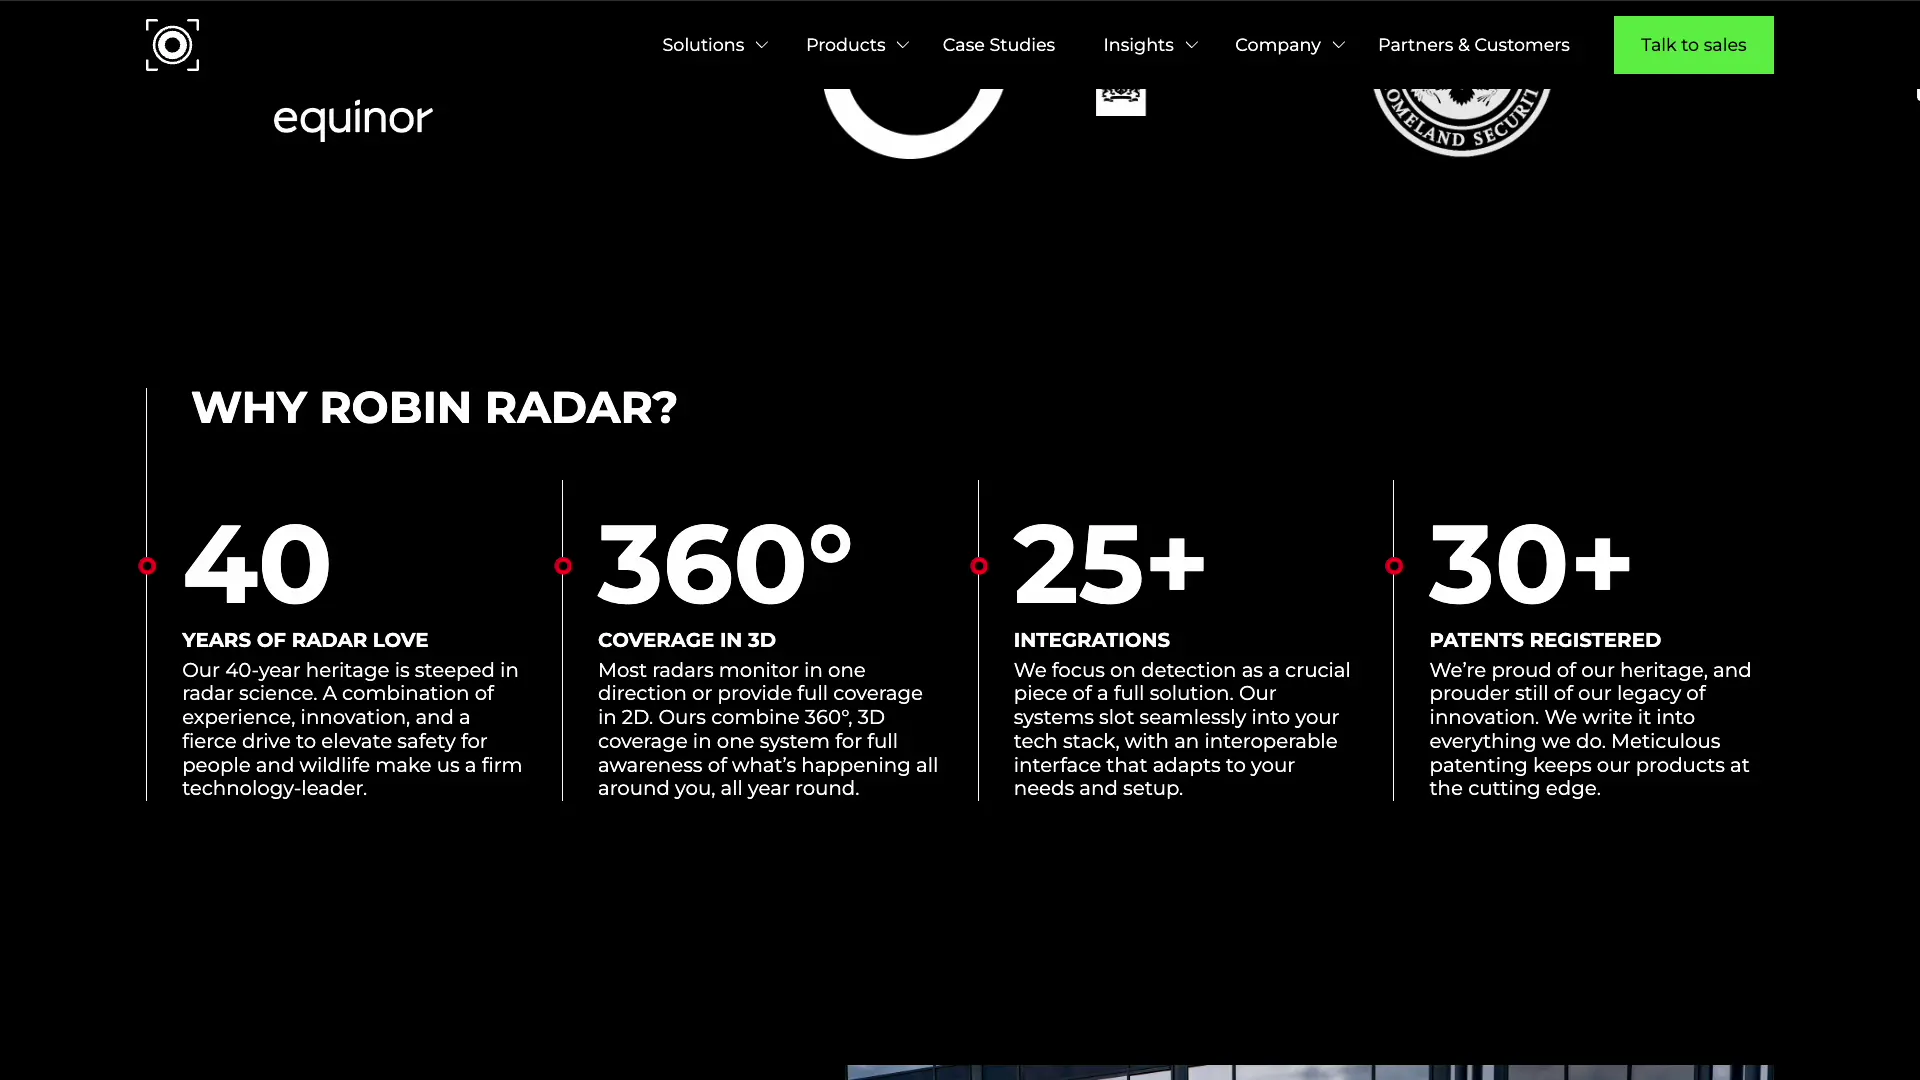 Solutions
Products
Case Studies
Insights
Company
Partners & Customers
Talk to sales
equinor
HOMELAND SECURITY
WHY ROBIN RADAR?
40
YEARS OF RADAR LOVE
Our 40-year heritage is steeped in
radar science. A combination of
experience, innovation, and a
fierce drive to elevate safety for
people and wildlife make us a firm
technology-leader.
360°
COVERAGE IN 3D
Most radars monitor in one
direction or provide full coverage
in 2D. Ours combine 360°, 3D
coverage in one system for full
awareness of what’s happening all
around you, all year round.
25+
INTEGRATIONS
We focus on detection as a crucial
piece of a full solution. Our
systems slot seamlessly into your
tech stack, with an interoperable
interface that adapts to your
needs and setup.
30+
PATENTS REGISTERED
We’re proud of our heritage, and
prouder still of our legacy of
innovation. We write it into
everything we do. Meticulous
patenting keeps our products at
the cutting edge.